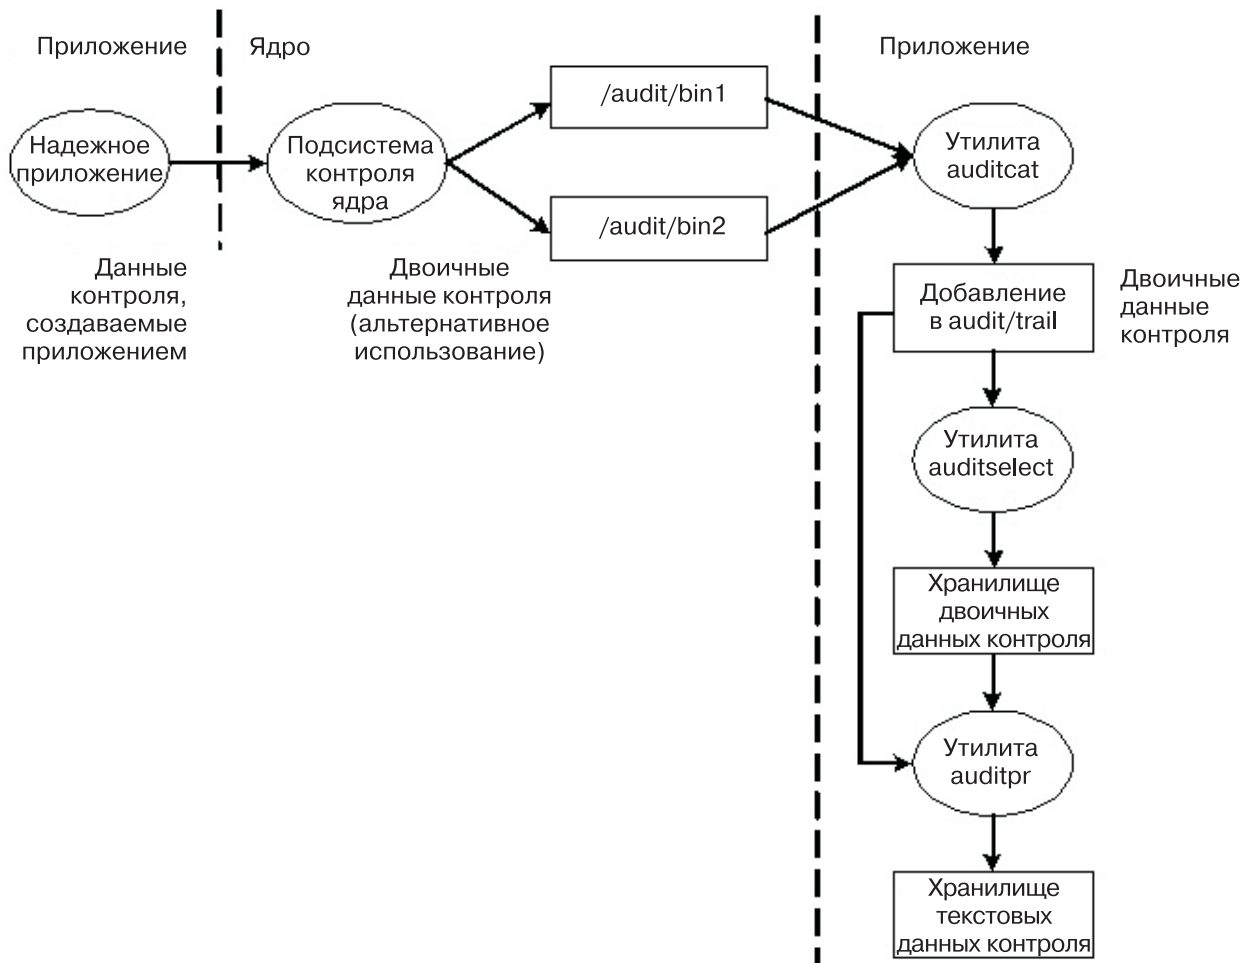 Приложение
Ядро
Приложение
Надежное
приложение
Подсистема
контроля
ядра
/audit/bin1
/audit/bin2
Утилита
auditcat
Данные
контроля,
создаваемые
приложением
Двоичные
данные контроля
(альтернативное
использование)
Добавление
в audit/trail
Двоичные
данные
контроля
Утилита
auditselect
Хранилище
двоичных
данных контроля
Утилита
auditpr
Хранилище
текстовых
данных контроля